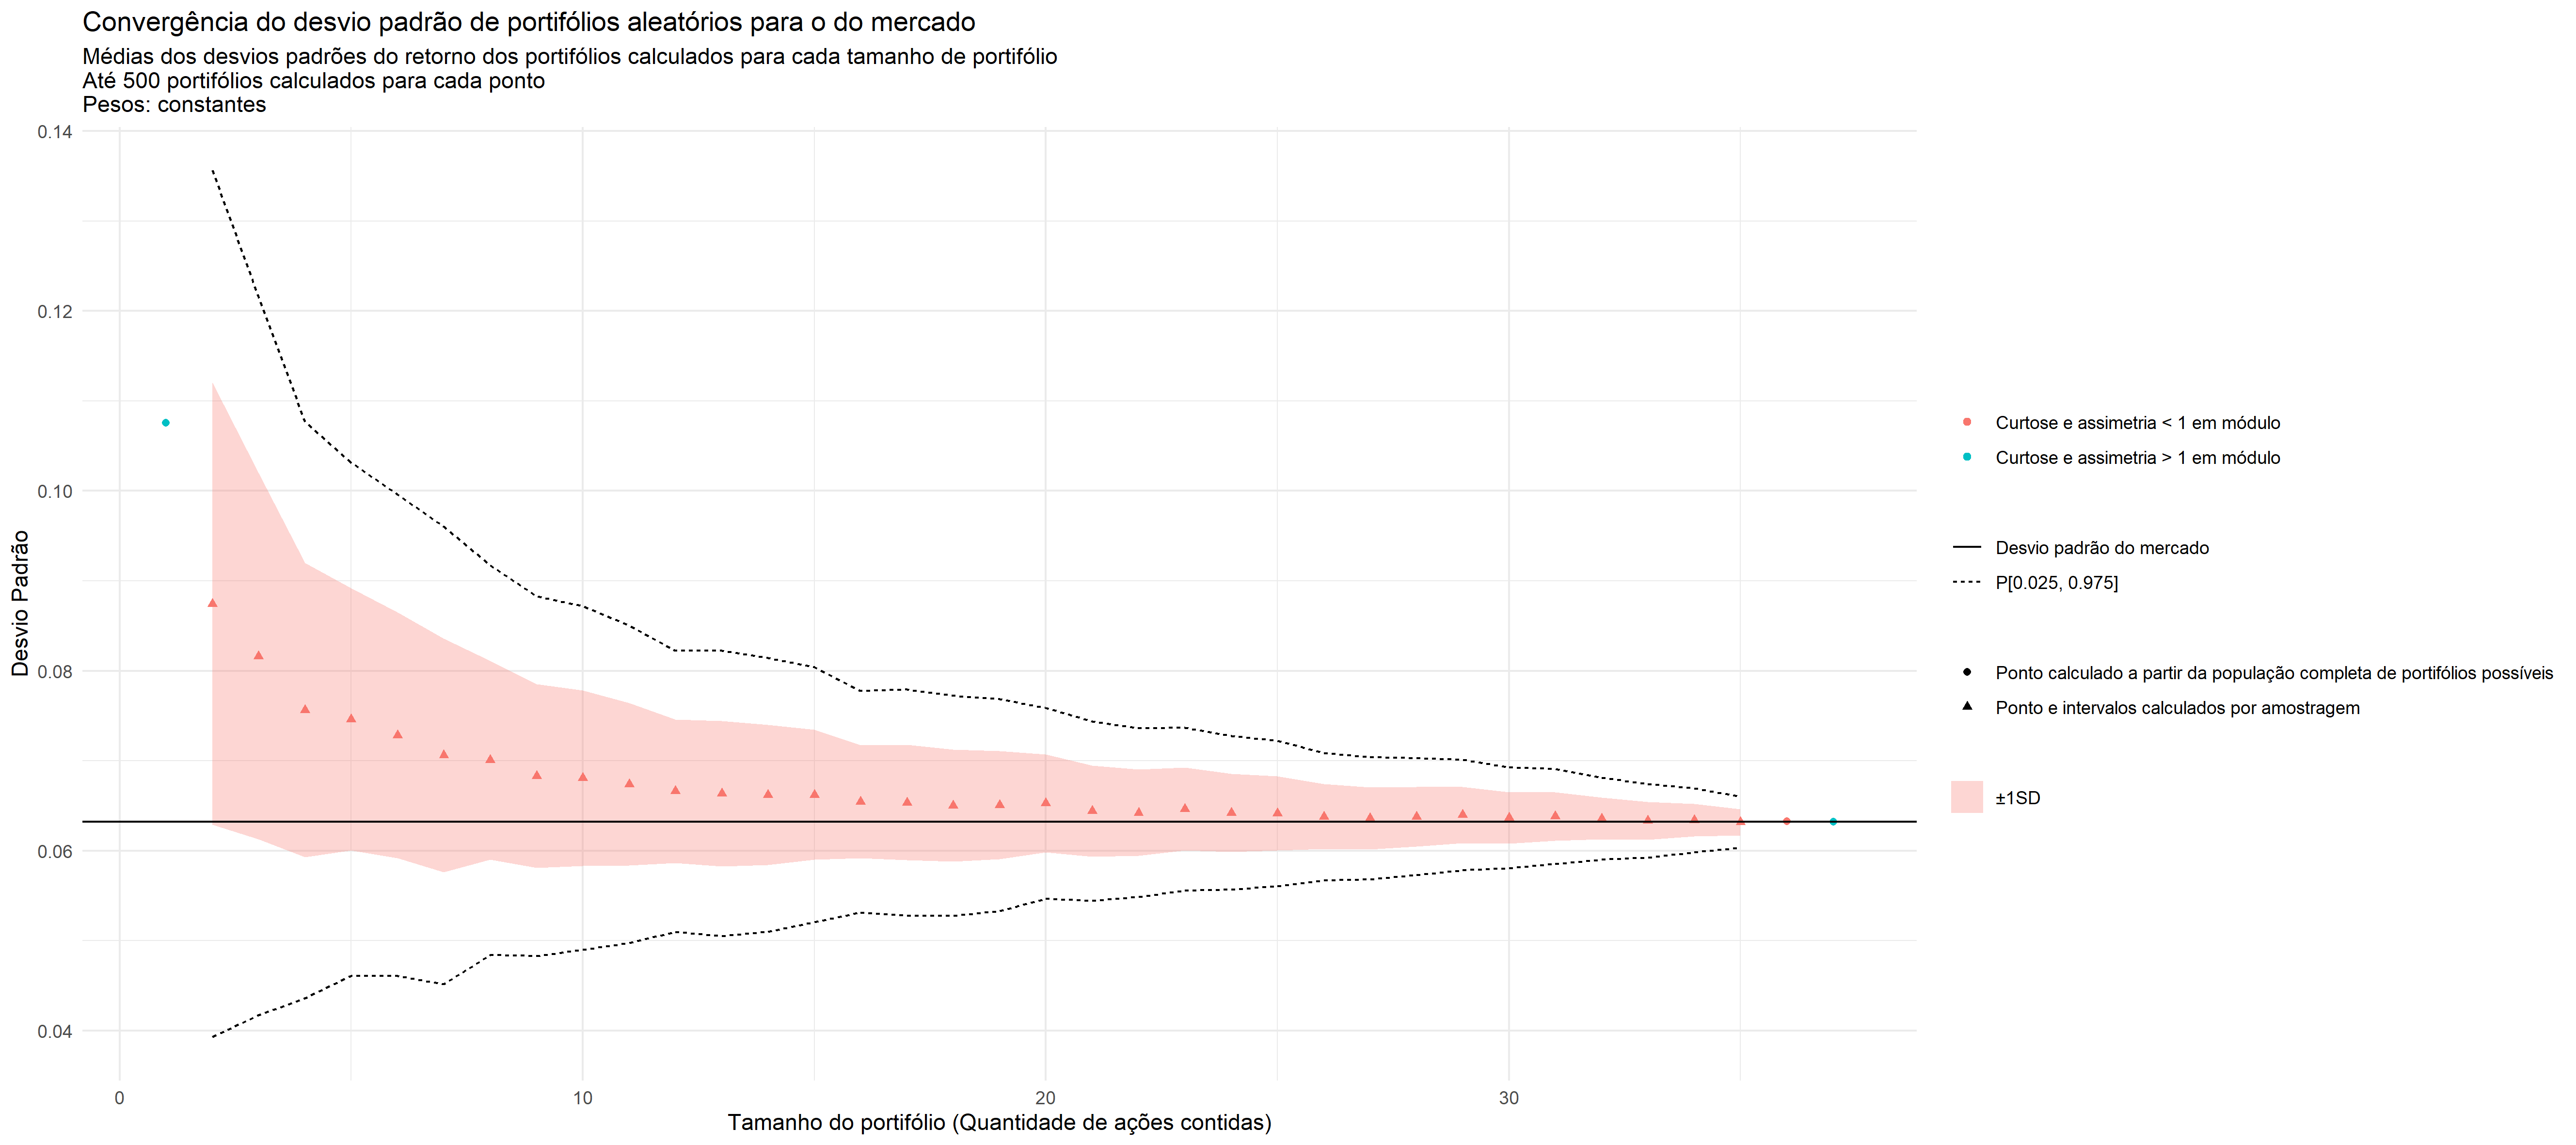 Convergência do desvio padrão de portifólios aleatórios para o do mercado
Médias dos desvios padrões do retorno dos portifólios calculados para cada tamanho de portifólio
Até 500 portifólios calculados para cada ponto
Pesos: constantes
0.14
0.12
0.10
0.08
0.06
0.04
Desvio Padrão
0
10
20
30
Tamanho do portifólio (Quantidade de ações contidas)
Curtose e assimetria < 1 em módulo
Curtose e assimetria > 1 em módulo
Desvio padrão do mercado
P[0.025, 0.975]
Ponto calculado a partir da população completa de portifólios possíveis
Ponto e intervalos calculados por amostragem
±1SD